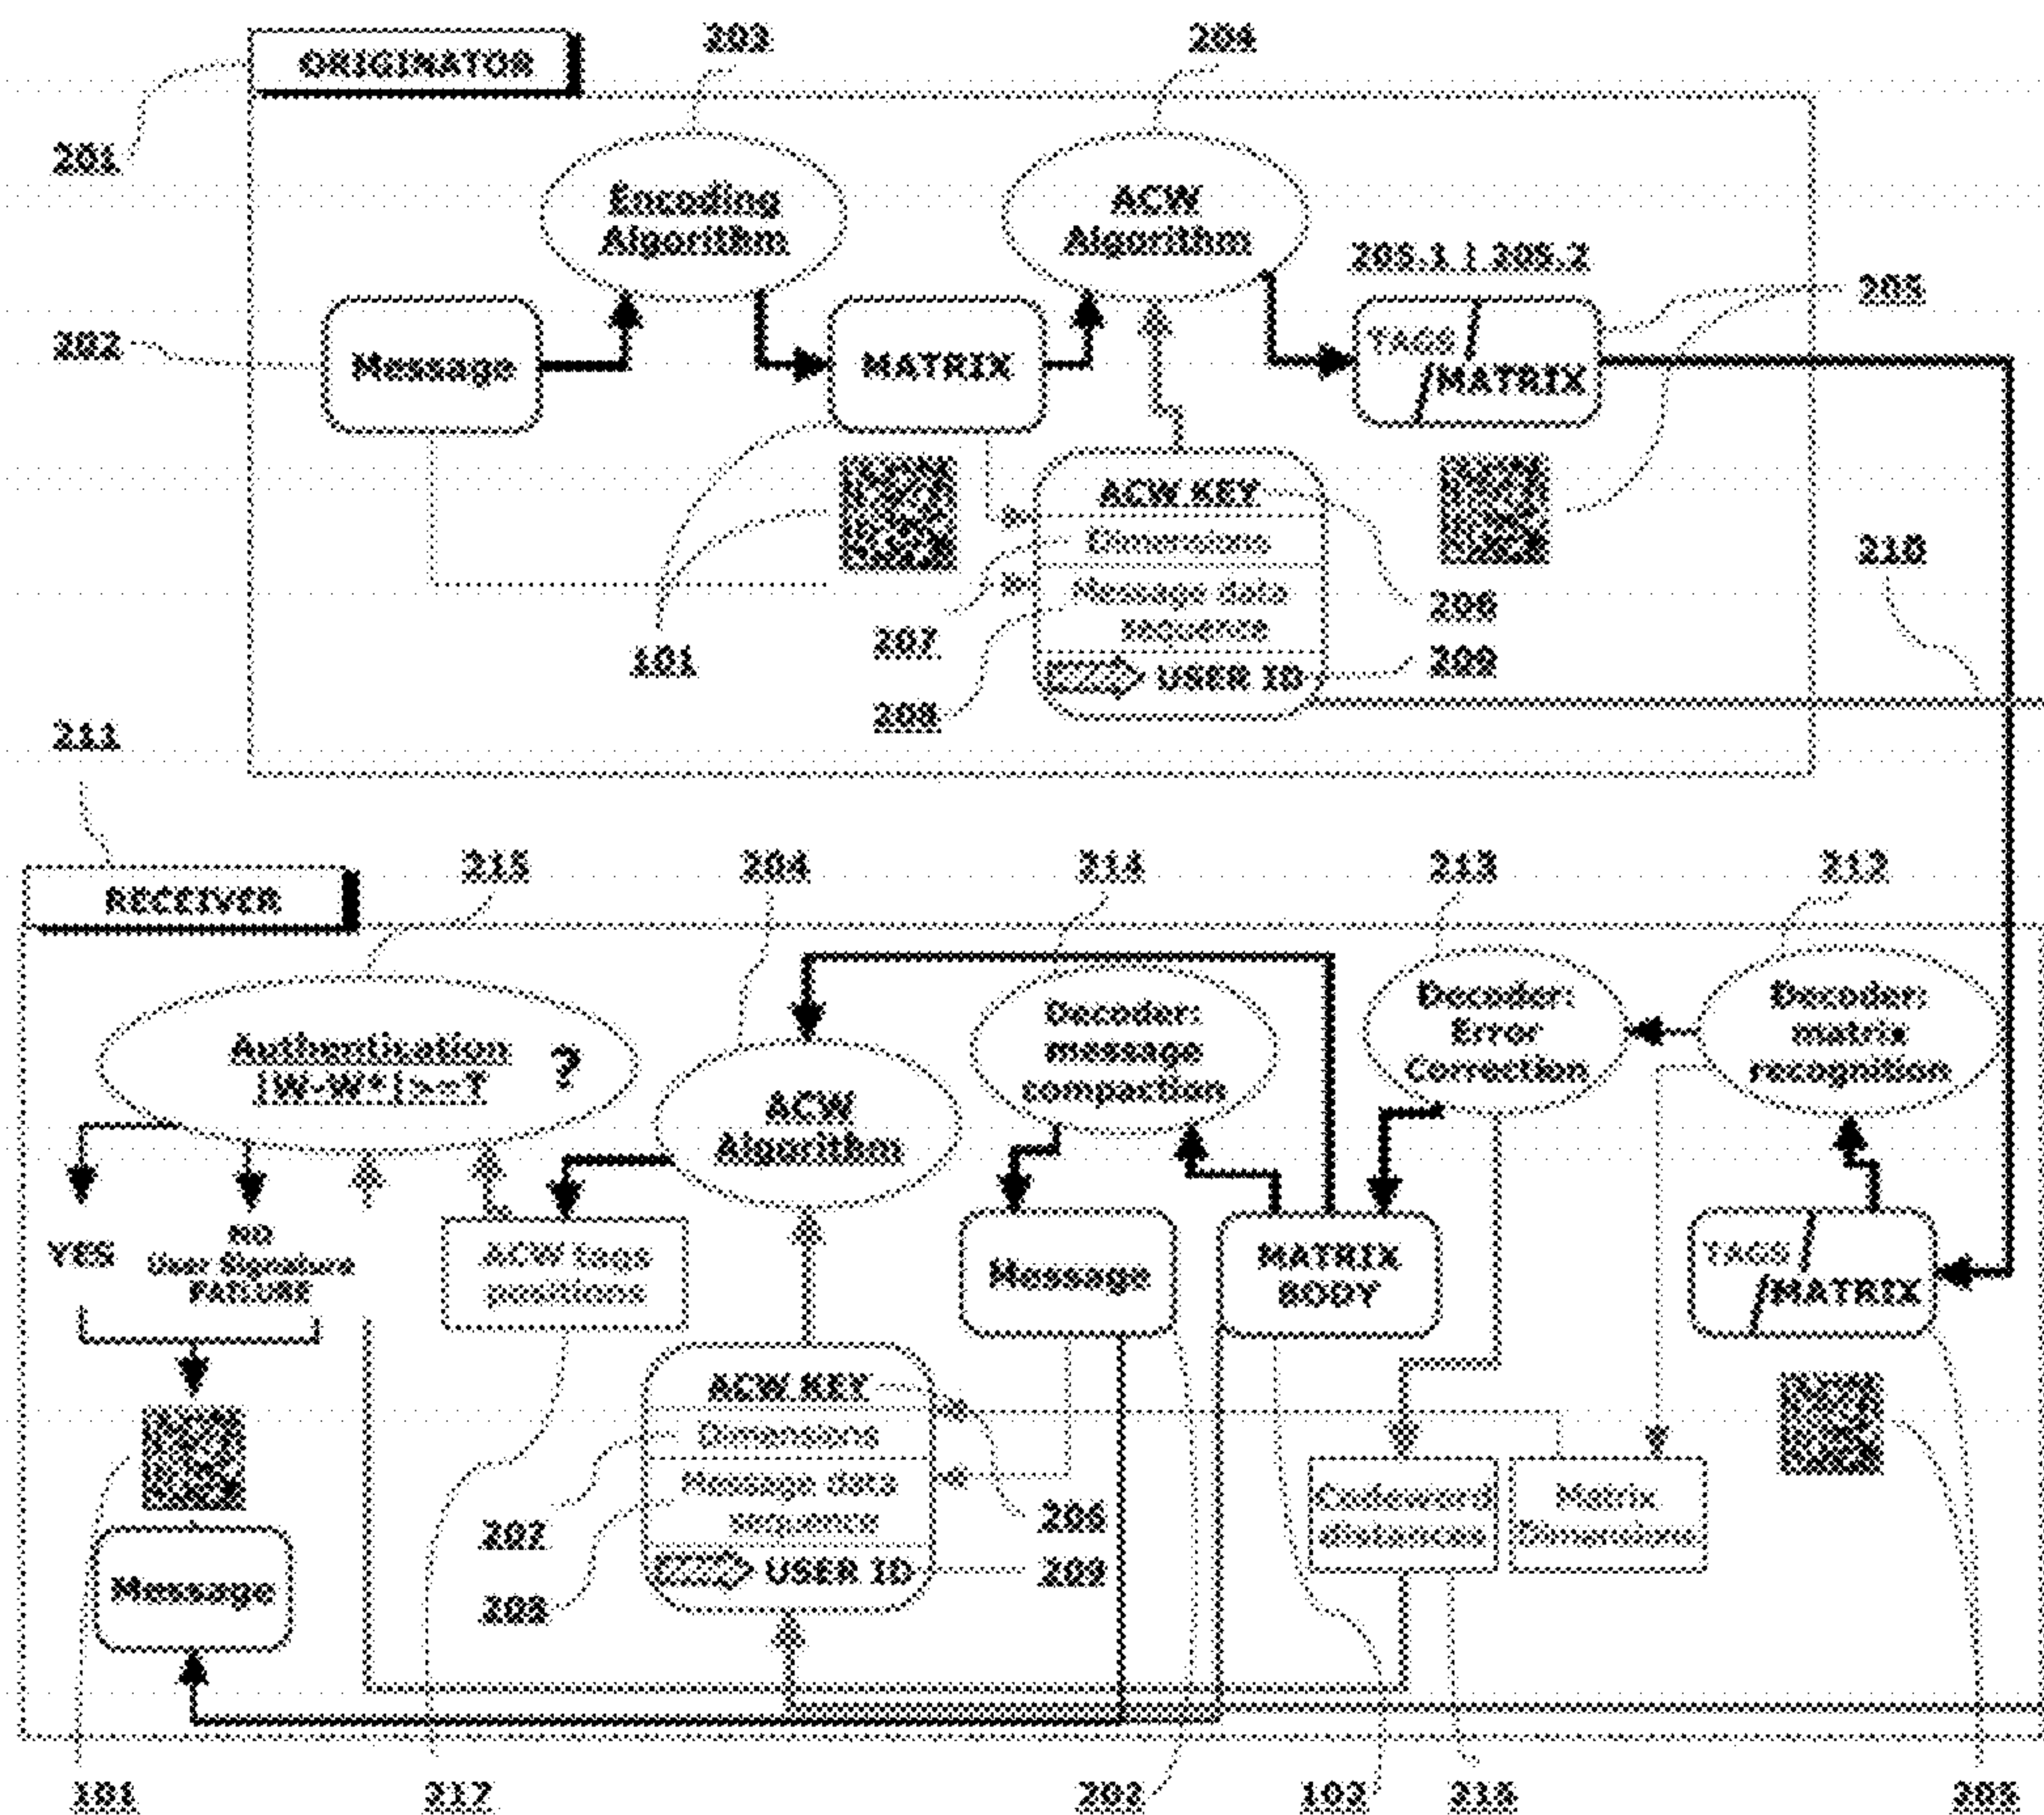 203
204
ORIGINATOR
201
Encoding
Algorithm
ACW
Algorithm
205.1 | 205.2
205
202
Message
MATRIX
TAGS
/MATRIX
ACW KEY
Dimensions
210
Message data
sequence
206
207
101
209
USER ID
208
211
215
204
214
213
212
RECEIVER
Authentication
|W-W*|>=T
?
ACW
Algorithm
Decoder:
message
compaction
Decoder:
Error
Correction
Decoder:
matrix
recognition
YES
NO
User Signature
FAILURE
ACW tags
positions
Message
MATRIX
BODY
TAGS
/MATRIX
ACW KEY
Dimensions
Message data
sequence
USER ID
207
208
206
209
Codeword
distances
Matrix
Dimensions
Message
101
217
202
102
216
205